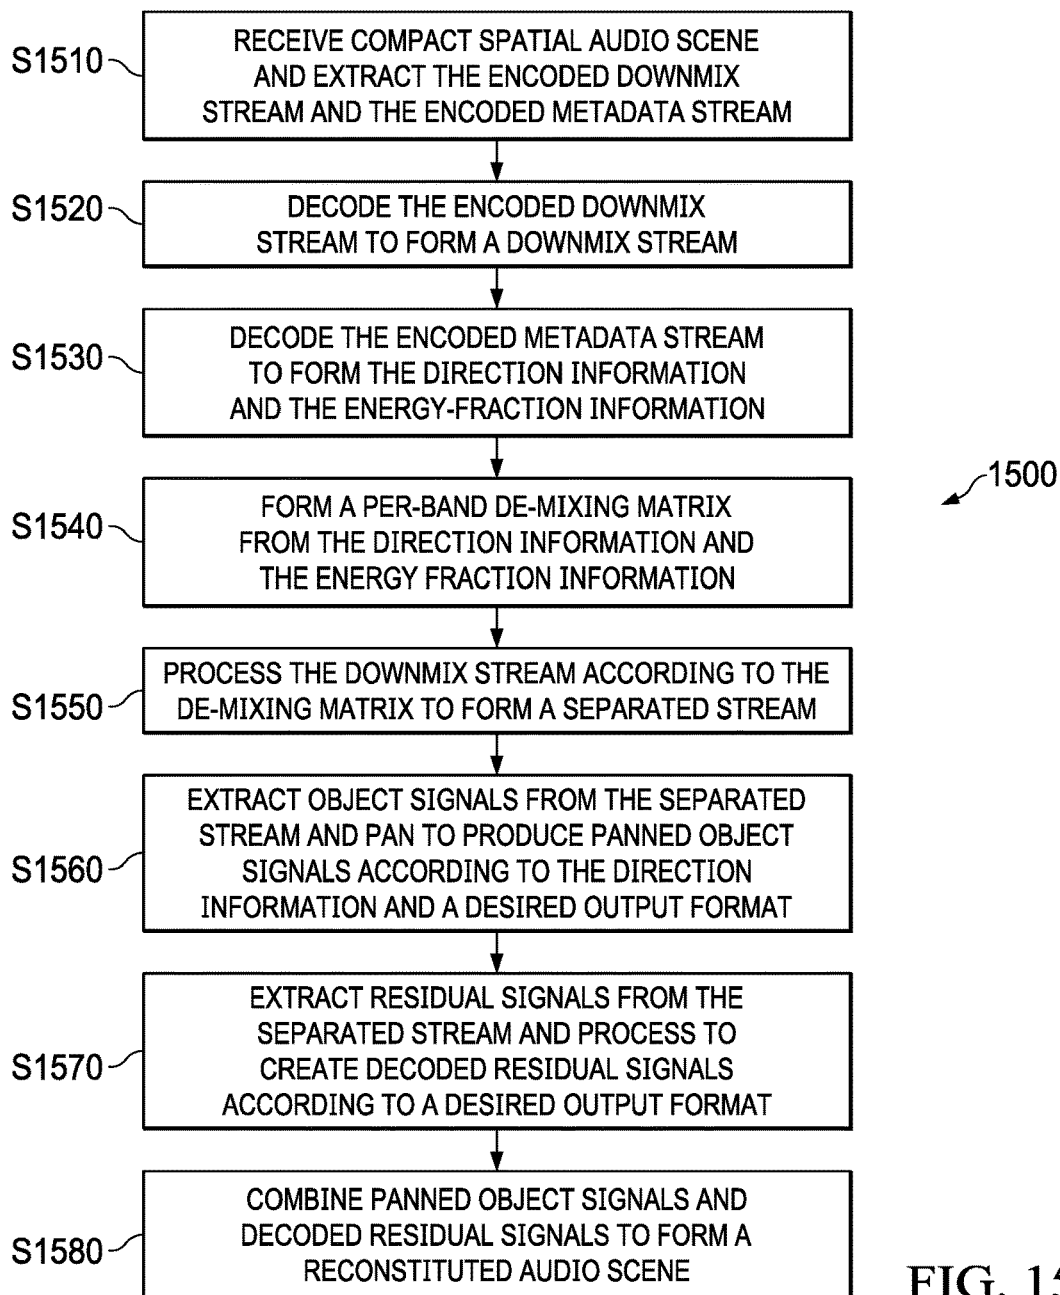 S1510
RECEIVE COMPACT SPATIAL AUDIO SCENE
AND EXTRACT THE ENCODED DOWNMIX
STREAM AND THE ENCODED METADATA STREAM
S1520
DECODE THE ENCODED DOWNMIX
STREAM TO FORM A DOWNMIX STREAM
S1530
DECODE THE ENCODED METADATA STREAM
TO FORM THE DIRECTION INFORMATION
AND THE ENERGY-FRACTION INFORMATION
1500
S1540
FORM A PER-BAND DE-MIXING MATRIX
FROM THE DIRECTION INFORMATION AND
THE ENERGY FRACTION INFORMATION
S1550
PROCESS THE DOWNMIX STREAM ACCORDING TO THE
DE-MIXING MATRIX TO FORM A SEPARATED STREAM
S1560
EXTRACT OBJECT SIGNALS FROM THE SEPARATED
STREAM AND PAN TO PRODUCE PANNED OBJECT
SIGNALS ACCORDING TO THE DIRECTION
INFORMATION AND A DESIRED OUTPUT FORMAT
S1570
EXTRACT RESIDUAL SIGNALS FROM THE
SEPARATED STREAM AND PROCESS TO
CREATE DECODED RESIDUAL SIGNALS
ACCORDING TO A DESIRED OUTPUT FORMAT
S1580
COMBINE PANNED OBJECT SIGNALS AND
DECODED RESIDUAL SIGNALS TO FORM A
RECONSTITUTED AUDIO SCENE
FIG. 15